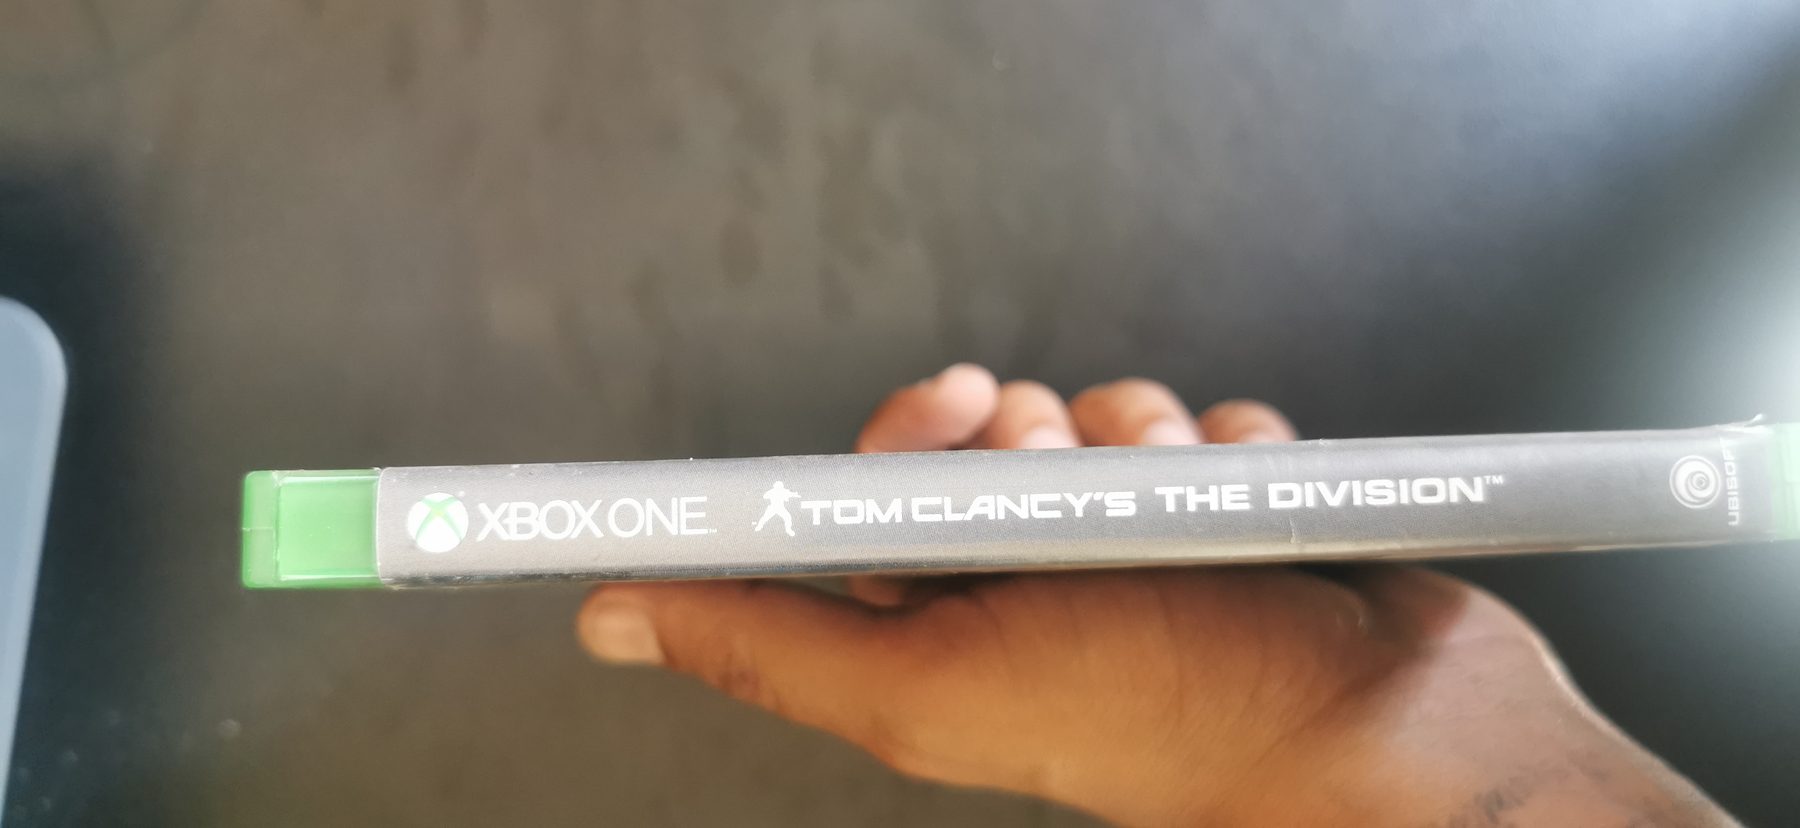 XBOX ONE TOM CLANCY'S THE DIVISION™
UBISOFT